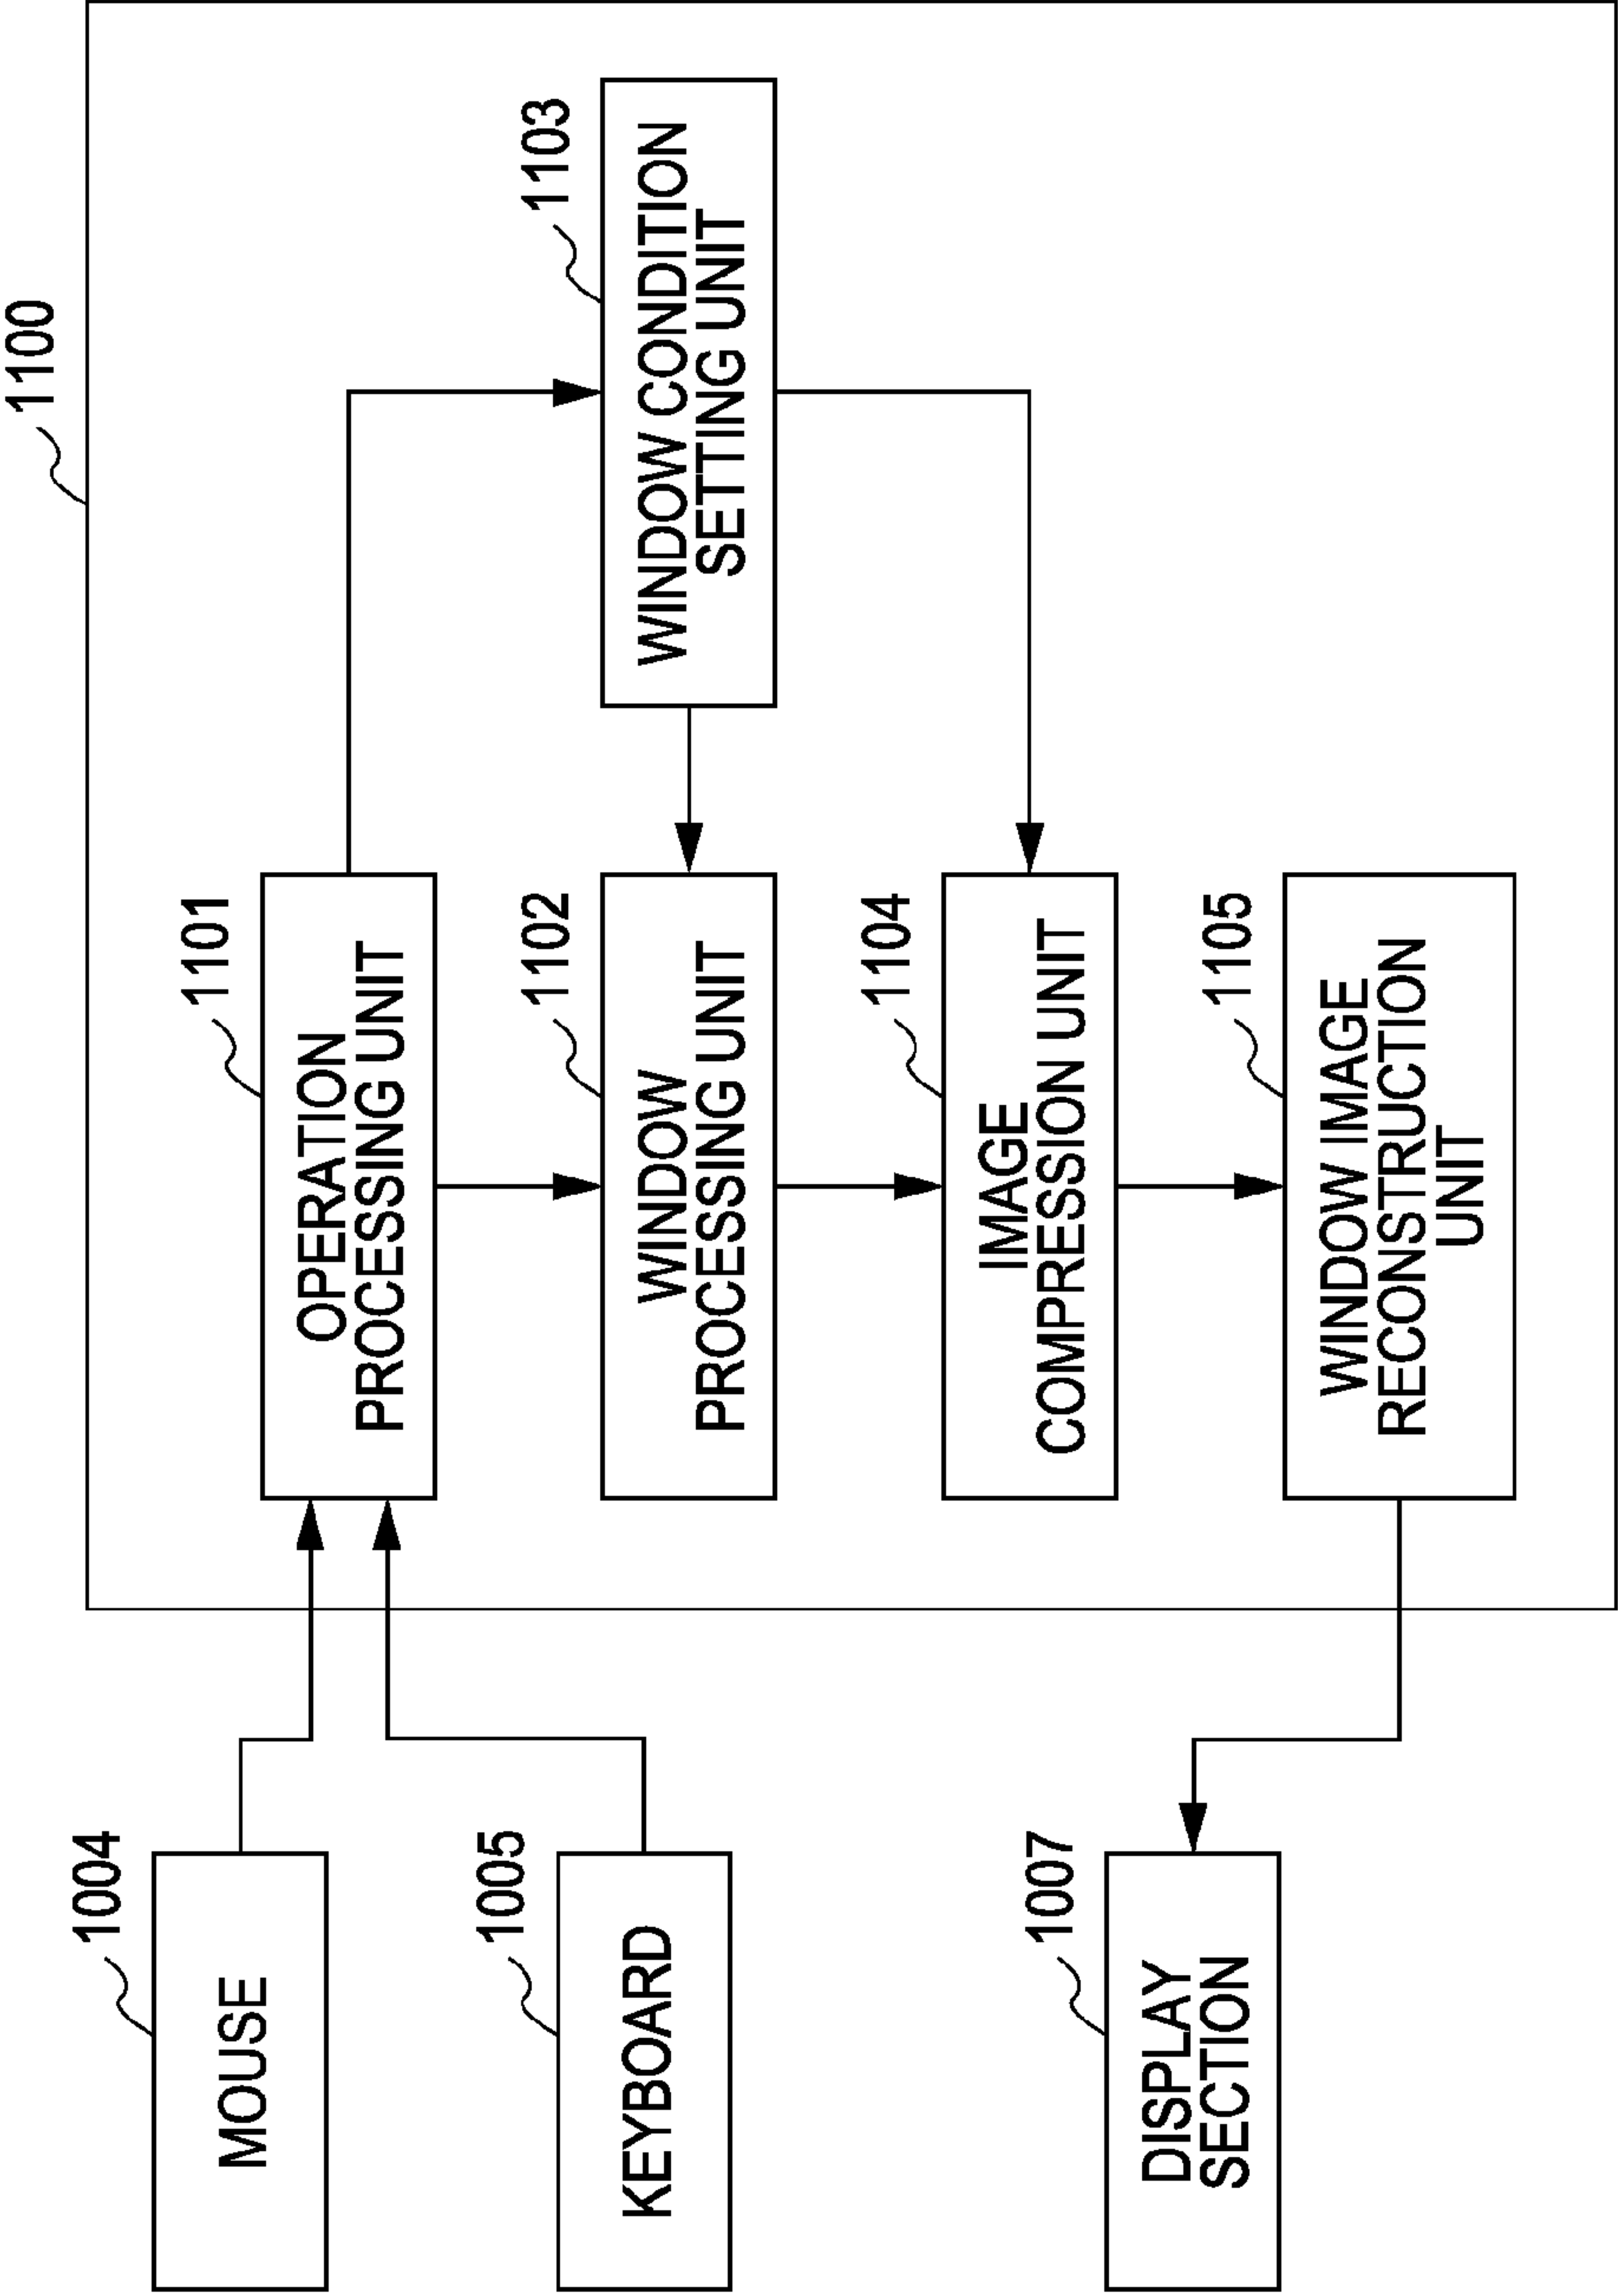 1100
1004
MOUSE
1005
KEYBOARD
1007
DISPLAY
SECTION
1101
OPERATION
PROCESSING UNIT
1102
WINDOW
PROCESSING UNIT
1104
IMAGE
COMPRESSION UNIT
1105
WINDOW IMAGE
RECONSTRUCTION
UNIT
1103
WINDOW CONDITION
SETTING UNIT